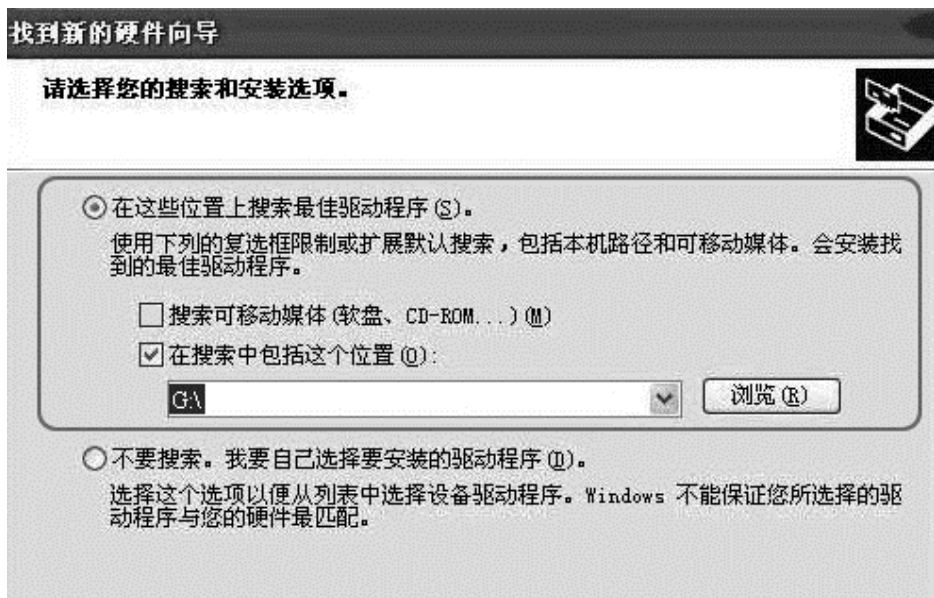 找到新的硬件向导
请选择您的搜索和安装选项。
在这些位置上搜索最佳驱动程序(S)。
使用下列的复选框限制或扩展默认搜索，包括本机路径和可移动媒体。会安装找
到的最佳驱动程序。
搜索可移动媒体(软盘、CD-ROM...)(M)
在搜索中包括这个位置(O):
G:\
浏览(R)
不要搜索。我要自己选择要安装的驱动程序(D)。
选择这个选项以便从列表中选择设备驱动程序。Windows 不能保证您所选择的驱
动程序与您的硬件最匹配。